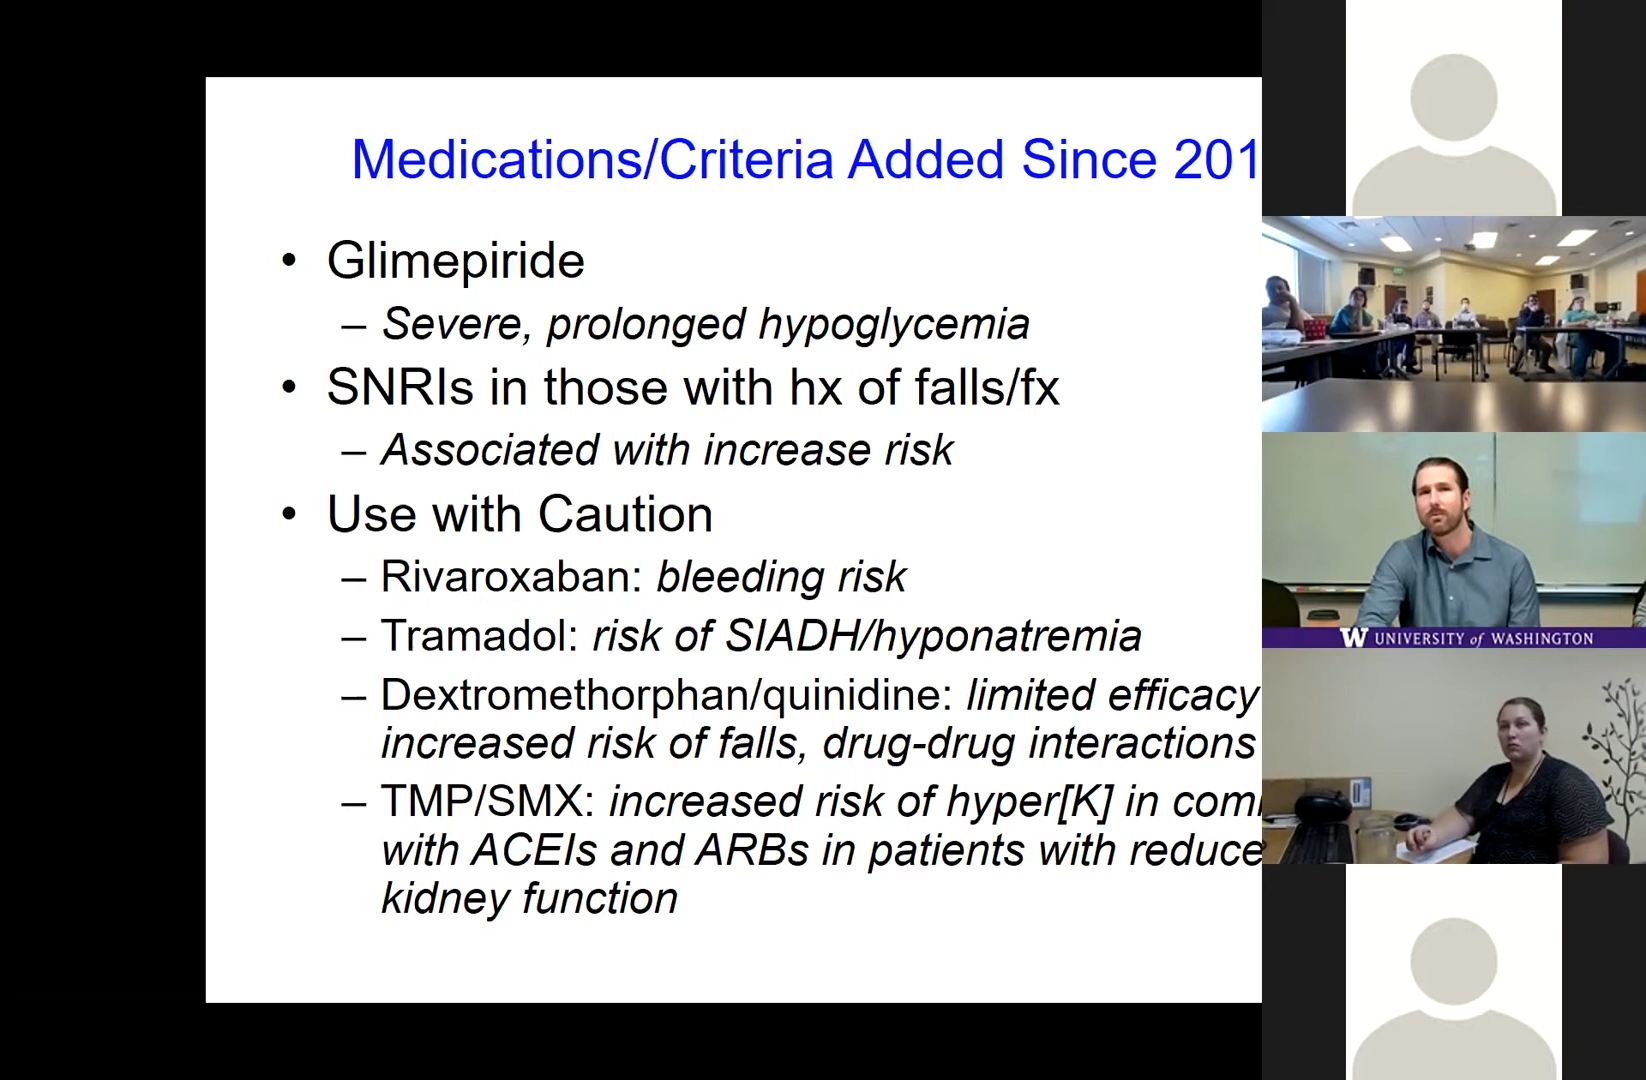 Medications/Criteria Added Since 201
• Glimepiride
– Severe, prolonged hypoglycemia
• SNRIs in those with hx of falls/fx
– Associated with increase risk
• Use with Caution
– Rivaroxaban: bleeding risk
– Tramadol: risk of SIADH/hyponatremia
– Dextromethorphan/quinidine: limited efficacy
increased risk of falls, drug-drug interactions
– TMP/SMX: increased risk of hyper[K] in
with ACEIs and ARBs in patients with
kidney function
W UNIVERSITY of WASHINGTON